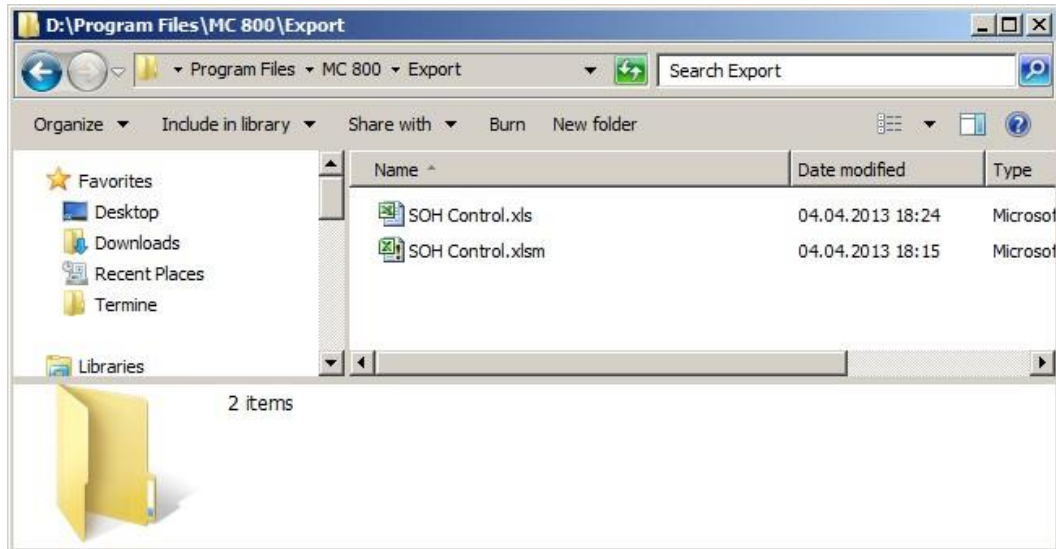 D:\Program Files\MC 800\Export
Program Files MC 800 Export Search Export
Organize Include in library Share with Burn New folder
Favorites
Desktop
Downloads
Recent Places
Termine
Libraries
Name Date modified Type
SOH Control.xls 04.04.2013 18:24 Microsof
SOH Control.xlsm 04.04.2013 18:15 Microsof
2 items